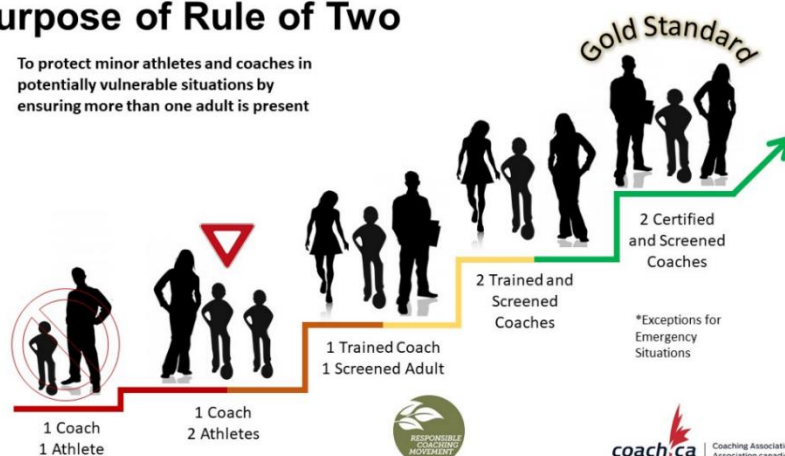 urpose of Rule of Two
To protect minor athletes and coaches in
potentially vulnerable situations by
ensuring more than one adult is present
Gold Standard
2 Certified
and Screened
Coaches
2 Trained and
Screened
Coaches
*Exceptions for
Emergency
Situations
1 Trained Coach
1 Screened Adult
1 Coach
2 Athletes
1 Coach
1 Athlete
RESPONSIBLE
COACHING
MOVEMENT
coach.ca
Coaching Associati
Association canadi